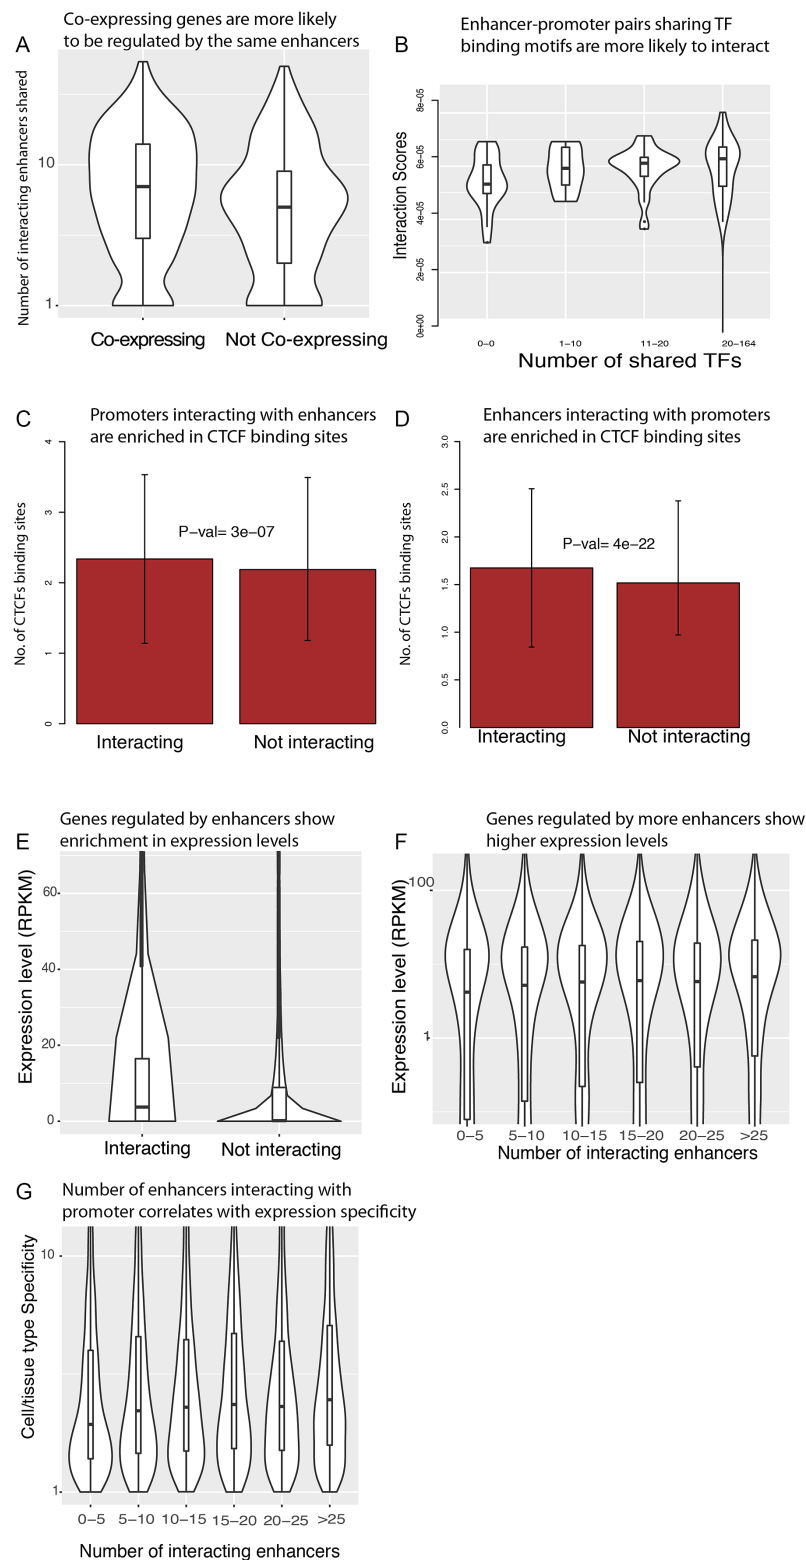 A
Co-expressing genes are more likely
to be regulated by the same enhancers
Number of interacting enhancers shared
10
1
Co-expressing
Not Co-expressing
B
Enhancer-promoter pairs sharing TF
binding motifs are more likely to interact
Interaction Scores
8e−05
6e−05
4e−05
2e−05
0e+00
0−0
1−10
11−20
20−164
Number of shared TFs
C
Promoters interacting with enhancers
are enriched in CTCF binding sites
No. of CTCFs binding sites
4
3
2
1
0
P−val= 3e−07
Interacting
Not interacting
D
Enhancers interacting with promoters
are enriched in CTCF binding sites
No. of CTCFs binding sites
3.0
2.5
2.0
1.5
1.0
0.5
0.0
P−val= 4e−22
Interacting
Not interacting
E
Genes regulated by enhancers show
enrichment in expression levels
Expression level (RPKM)
60
40
20
0
Interacting
Not interacting
F
Genes regulated by more enhancers show
higher expression levels
Expression level (RPKM)
100
1
0−5
5−10
10−15
15−20
20−25
>25
Number of interacting enhancers
G
Number of enhancers interacting with
promoter correlates with expression specificity
Cell/tissue type Specificity
10
1
0−5
5−10
10−15
15−20
20−25
>25
Number of interacting enhancers